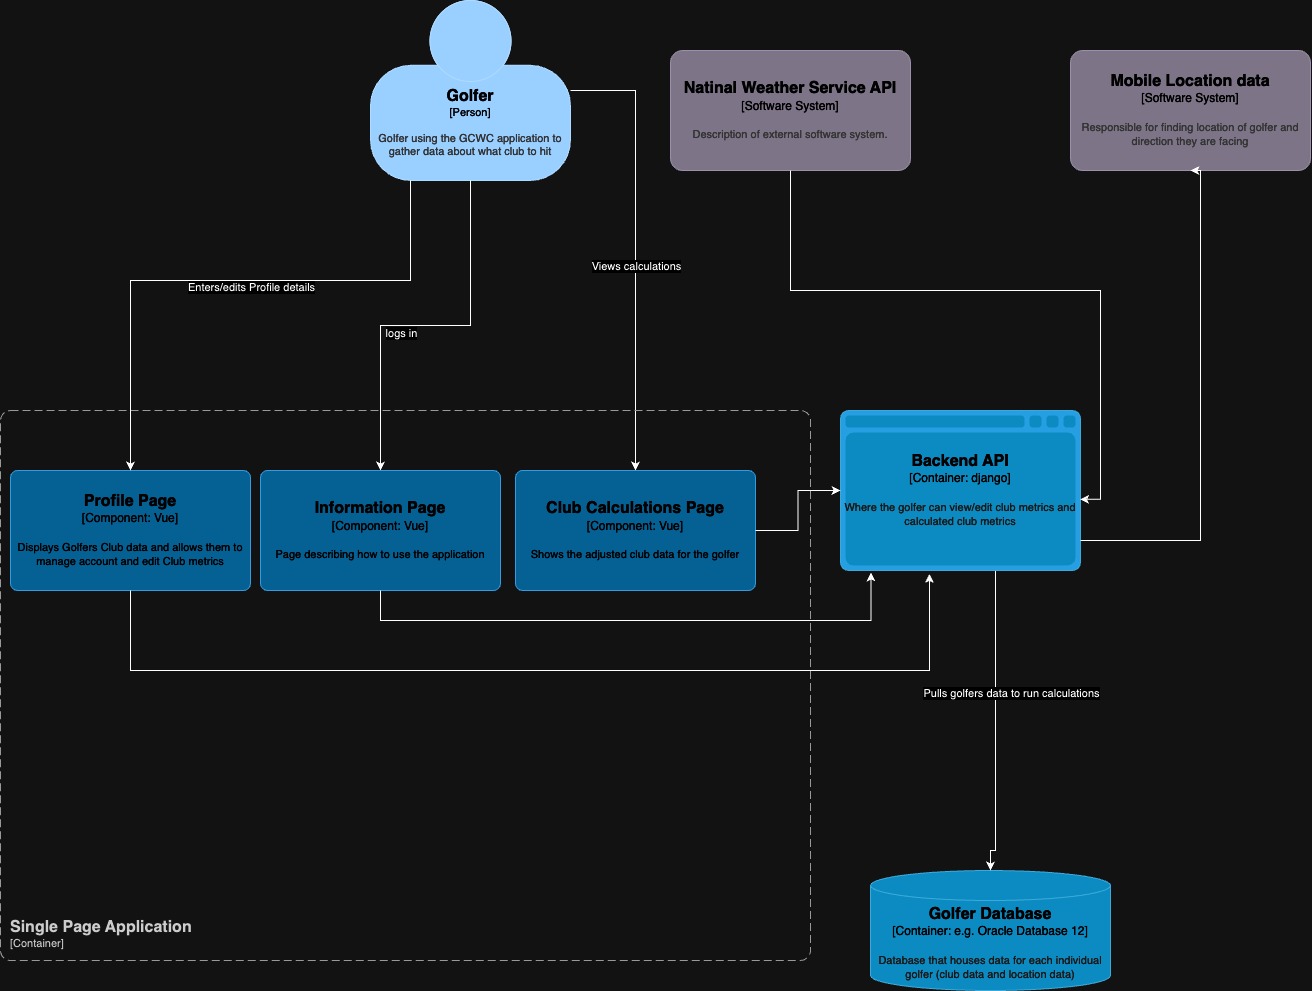 Golfer
[Person]
Golfer using the GCWC application to
gather data about what club to hit
Natinal Weather Service API
[Software System]
Description of external software system.
Mobile Location data
[Software System]
Responsible for finding location of golfer and
direction they are facing
Views calculations
Enters/edits Profile details
logs in
Profile Page
[Component: Vue]
Displays Golfers Club data and allows them to
manage account and edit Club metrics
Information Page
[Component: Vue]
Page describing how to use the application
Club Calculations Page
[Component: Vue]
Shows the adjusted club data for the golfer
Backend API
[Container: django]
Where the golfer can view/edit club metrics and
calculated club metrics
Pulls golfers data to run calculations
Single Page Application
[Container]
Golfer Database
[Container: e.g. Oracle Database 12]
Database that houses data for each individual
golfer (club data and location data)